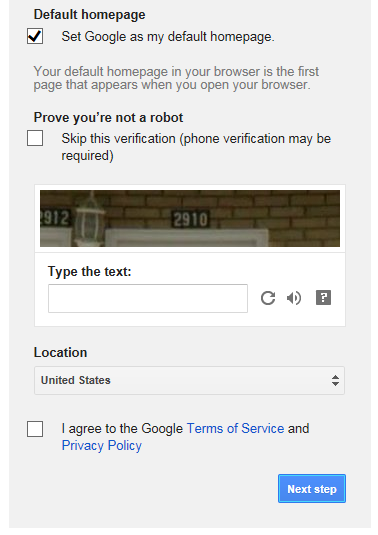 Default homepage
Set Google as my default homepage.
Your default homepage in your browser is the first
page that appears when you open your browser.
Prove you're not a robot
Skip this verification (phone verification may be
required)
2912
2910
Type the text:
?
Location
United States
I agree to the Google Terms of Service and
Privacy Policy
Next step